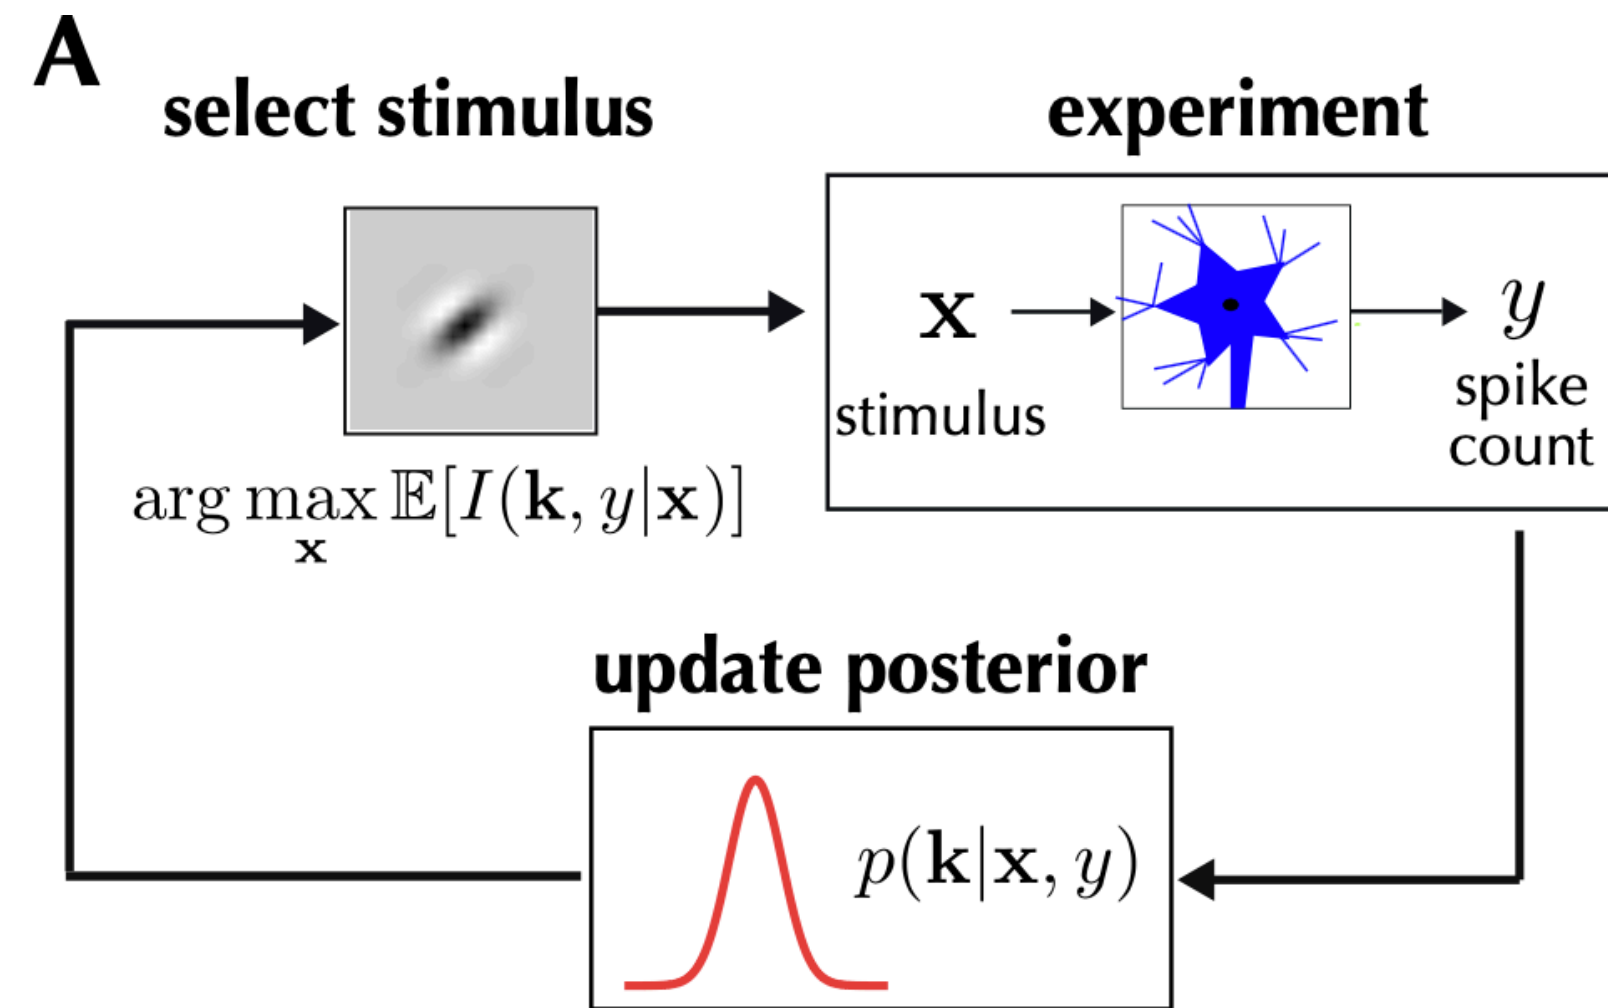 A
select stimulus
experiment
x
y
stimulus
spike
count
arg max 𝔼[I(k, y|x)]
x
update posterior
p(k|x, y)